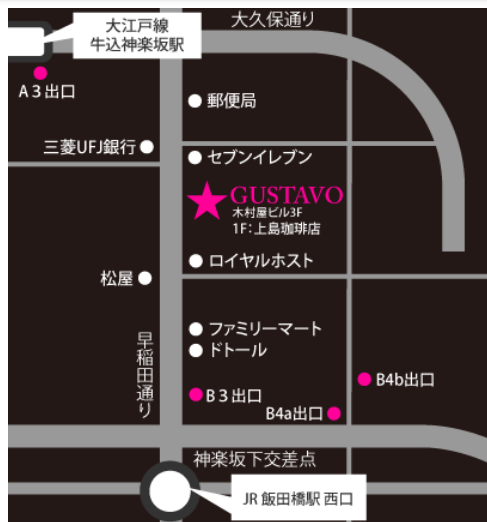 大久保通り
大江戸線
牛込神楽坂駅
A3出口
郵便局
三菱UFJ銀行
セブンイレブン
GUSTAVO
木村屋ビル3F
1F:上島珈琲店
ロイヤルホスト
松屋
ファミリーマート
早稲田通り
ドトール
B4b出口
B3出口
B4a出口
神楽坂下交差点
JR 飯田橋駅 西口